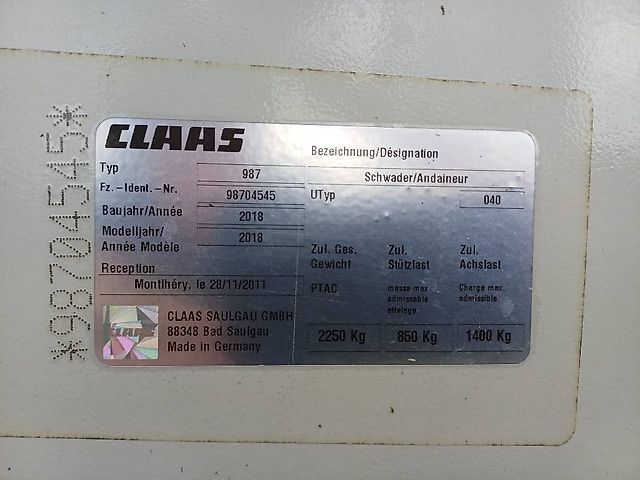 *98704545*
CLAAS
Bezeichnung/Désignation
Typ 987 Schwader/Andaineur
Fz.-Ident.-Nr. 98704545 UTyp 040
Baujahr/Année 2018
Modelljahr/
Année Modèle 2018
Zul. Ges. Zul. Zul.
Gewicht Stützlast Achslast
Reception
Montlhéry, le 28/11/2011
PTAC masse max Charge max.
admissible admissible
attelage
CLAAS CLAAS SAULGAU GMBH
88348 Bad Saulgau
Made in Germany
2250 Kg 850 Kg 1400 Kg